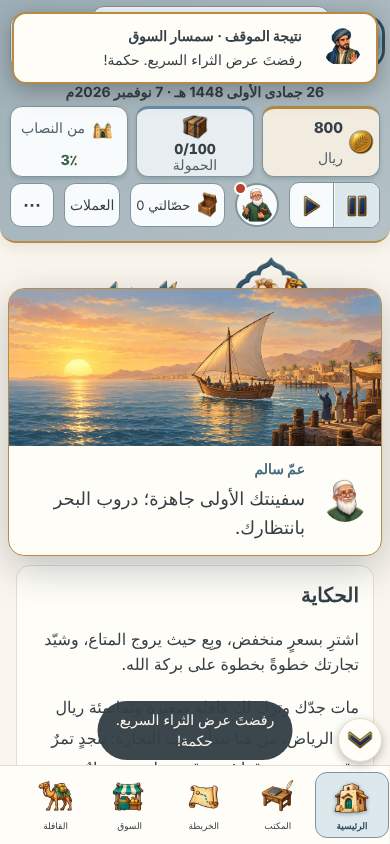 نتيجة الموقف · سمسار السوق
رفضتَ عرض الثراء السريع. حكمة!
26 جمادى الأولى 1448 هـ · 7 نوفمبر 2026م
800
ريال
0/100
الحمولة
من النصاب
3٪
حصّالتي 0
العملات
...
عمّ سالم
سفينتك الأولى جاهزة؛ دروب البحر
بانتظارك.
الحكاية
اشترِ بسعرٍ منخفض، وبِع حيث يروج المتاع، وشيّد
تجارتك خطوةً بخطوة على بركة الله.
مات جدّك
ريال
رفضتَ عرض الثراء السريع.
حكمة!
الرئيسية
المكتب
الخريطة
السوق
القافلة